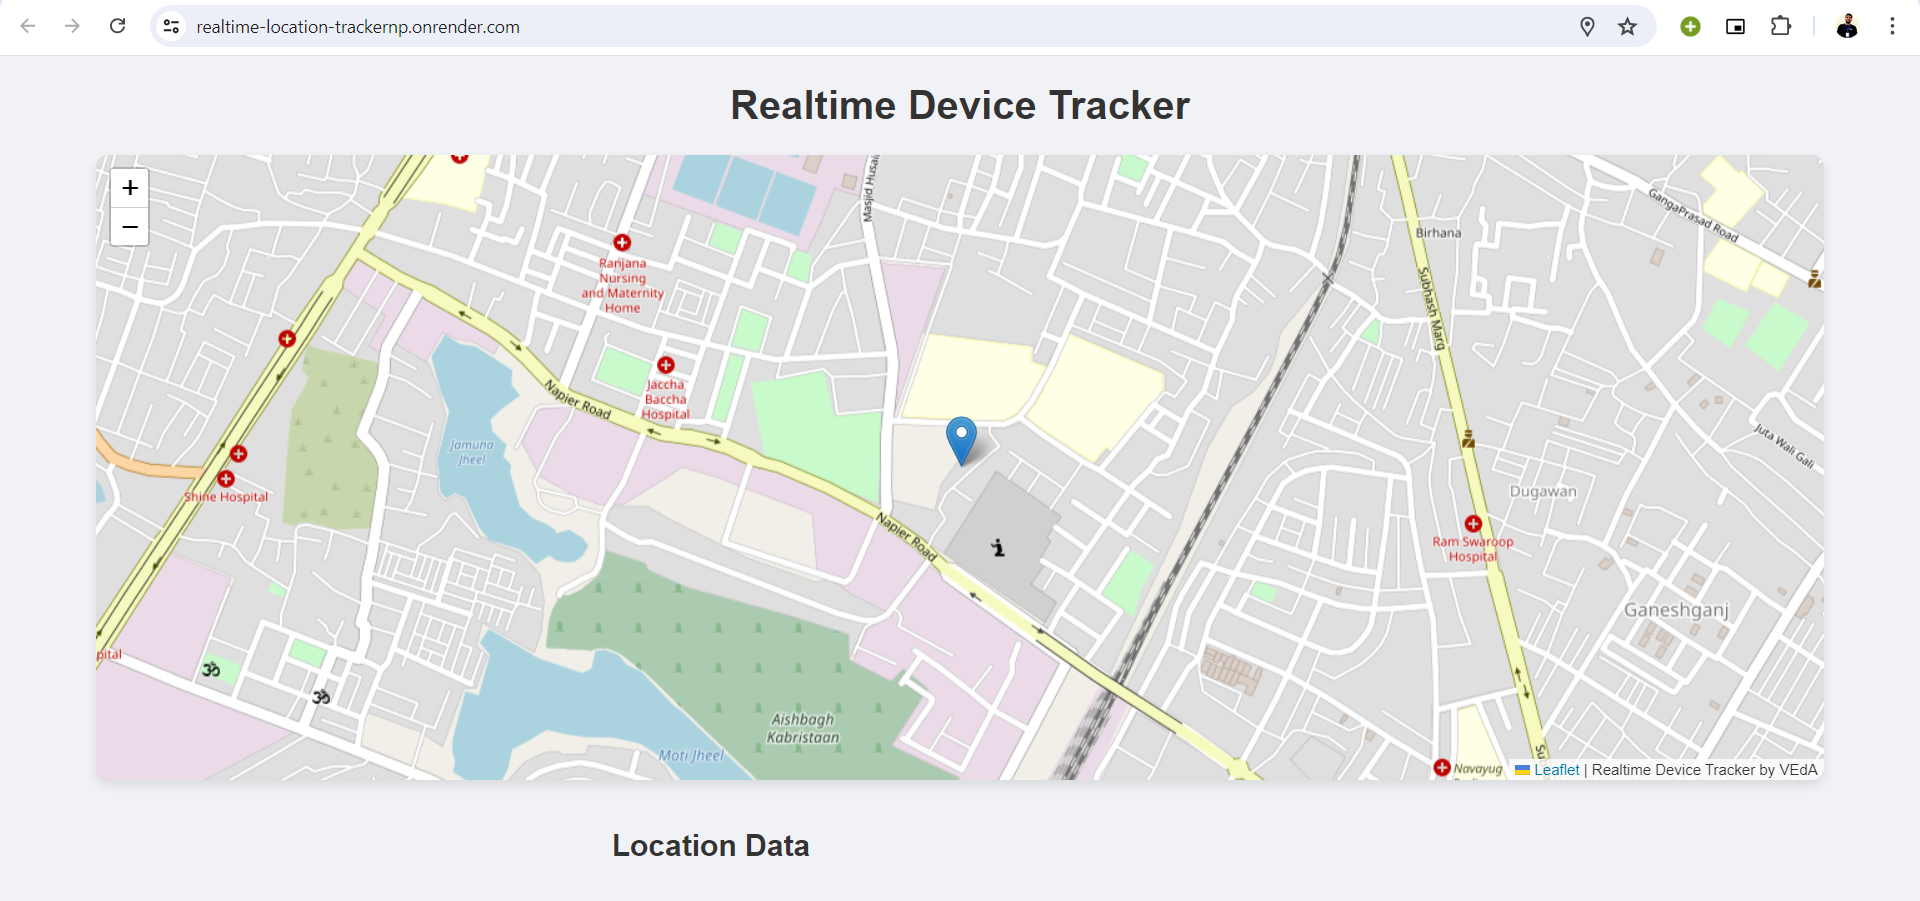 realtime-location-trackernp.onrender.com
Realtime Device Tracker
+
−
Masjid Husai
GangaPrasad Road
Birhana
Ranjana
Nursing
and Maternity
Home
Subhash Marg
Jaccha
Baccha
Hospital
Napier Road
Juta Wali Gali
Jamuna
Jheel
Shine Hospital
Dugawan
Napier Road
Ram Swaroop
Hospital
Ganeshganj
pital
ॐ
ॐ
Aishbagh
Kabristaan
Moti Jheel
Su
Navayug
Leaflet | Realtime Device Tracker by VEdA
Location Data